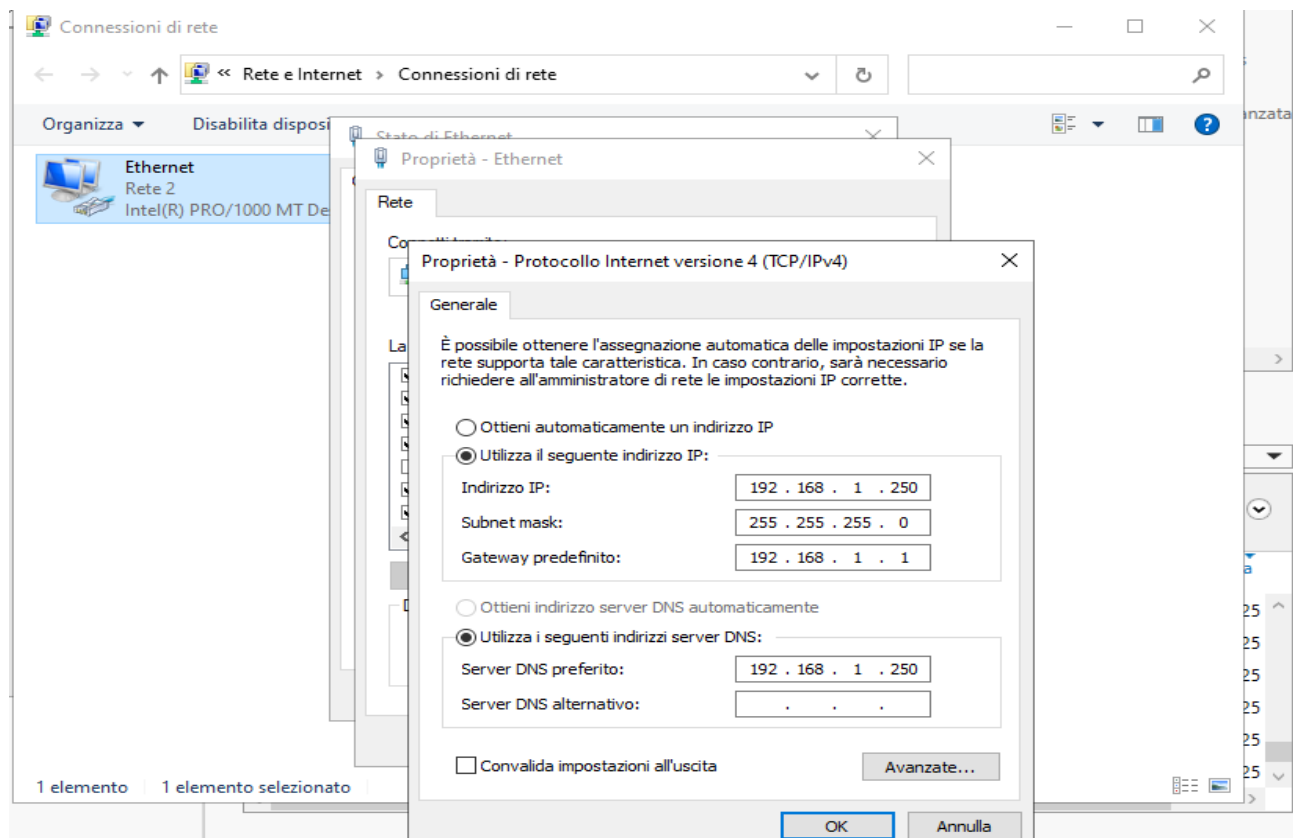 Connessioni di rete
« Rete e Internet > Connessioni di rete
Organizza Disabilita
anzata
Ethernet
Rete 2
Intel(R) PRO/1000 MT
Stato di Ethernet
Proprietà - Ethernet
Rete
Proprietà - Protocollo Internet versione 4 (TCP/IPv4)
Generale
È possibile ottenere l'assegnazione automatica delle impostazioni IP se la
rete supporta tale caratteristica. In caso contrario, sarà necessario
richiedere all'amministratore di rete le impostazioni IP corrette.
Ottieni automaticamente un indirizzo IP
Utilizza il seguente indirizzo IP:
Indirizzo IP: 192 . 168 . 1 . 250
Subnet mask: 255 . 255 . 255 . 0
Gateway predefinito: 192 . 168 . 1 . 1
Ottieni indirizzo server DNS automaticamente
Utilizza i seguenti indirizzi server DNS:
Server DNS preferito: 192 . 168 . 1 . 250
Server DNS alternativo: . . .
Convalida impostazioni all'uscita
Avanzate...
OK Annulla
1 elemento 1 elemento selezionato
25
25
25
25
25
25